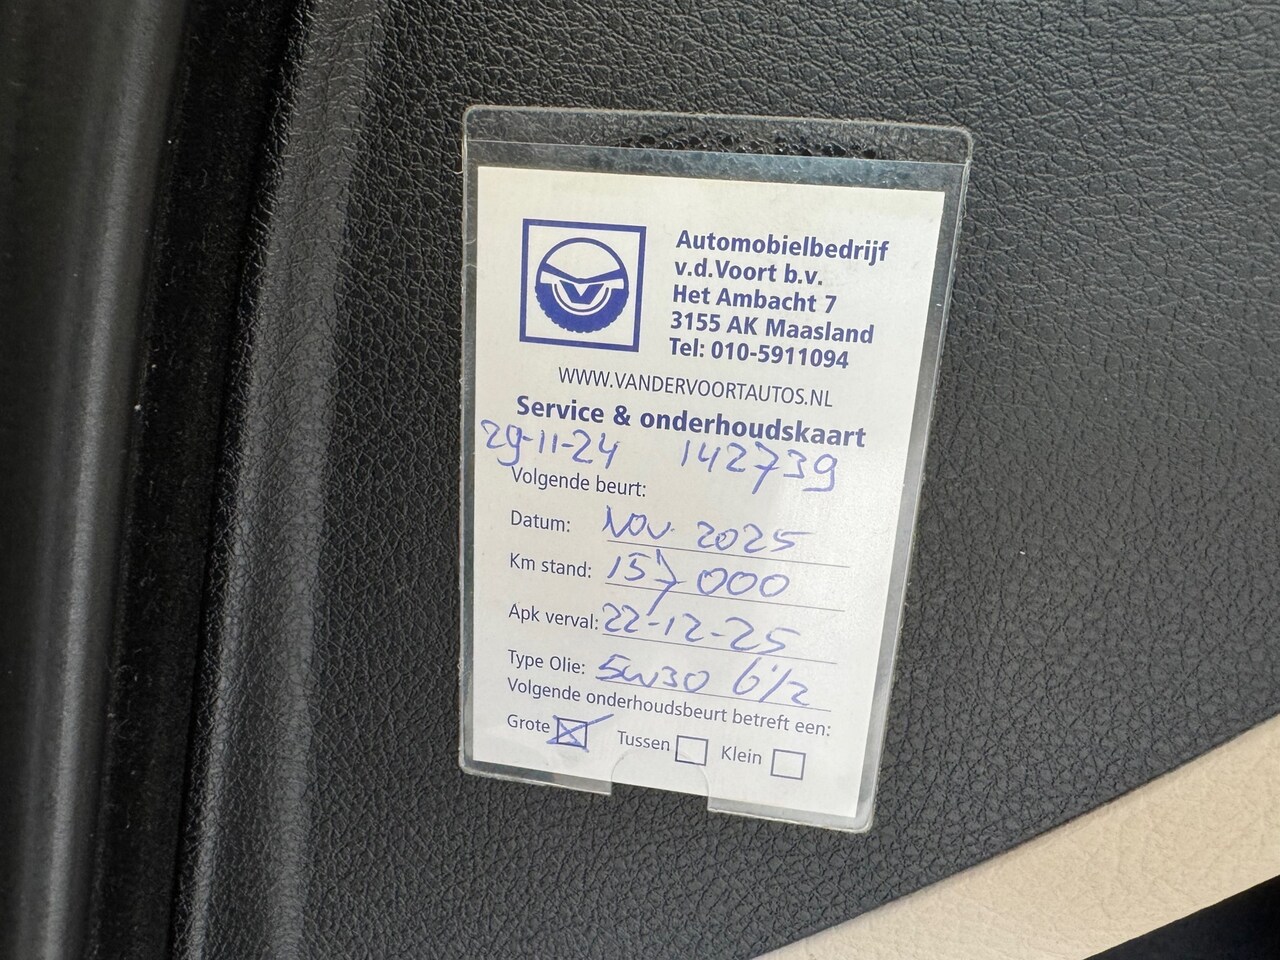 Automobielbedrijf
v.d.Voort b.v.
Het Ambacht 7
3155 AK Maasland
Tel: 010-5911094
WWW.VANDERVOORTAUTOS.NL
Service & onderhoudskaart
29-11-24 142739
Volgende beurt:
Datum: Nov 2025
Km stand: 157000
Apk verval: 22-12-25
Type Olie: 5w30 6 1/2
Volgende onderhoudsbeurt betreft een:
Grote Tussen Klein